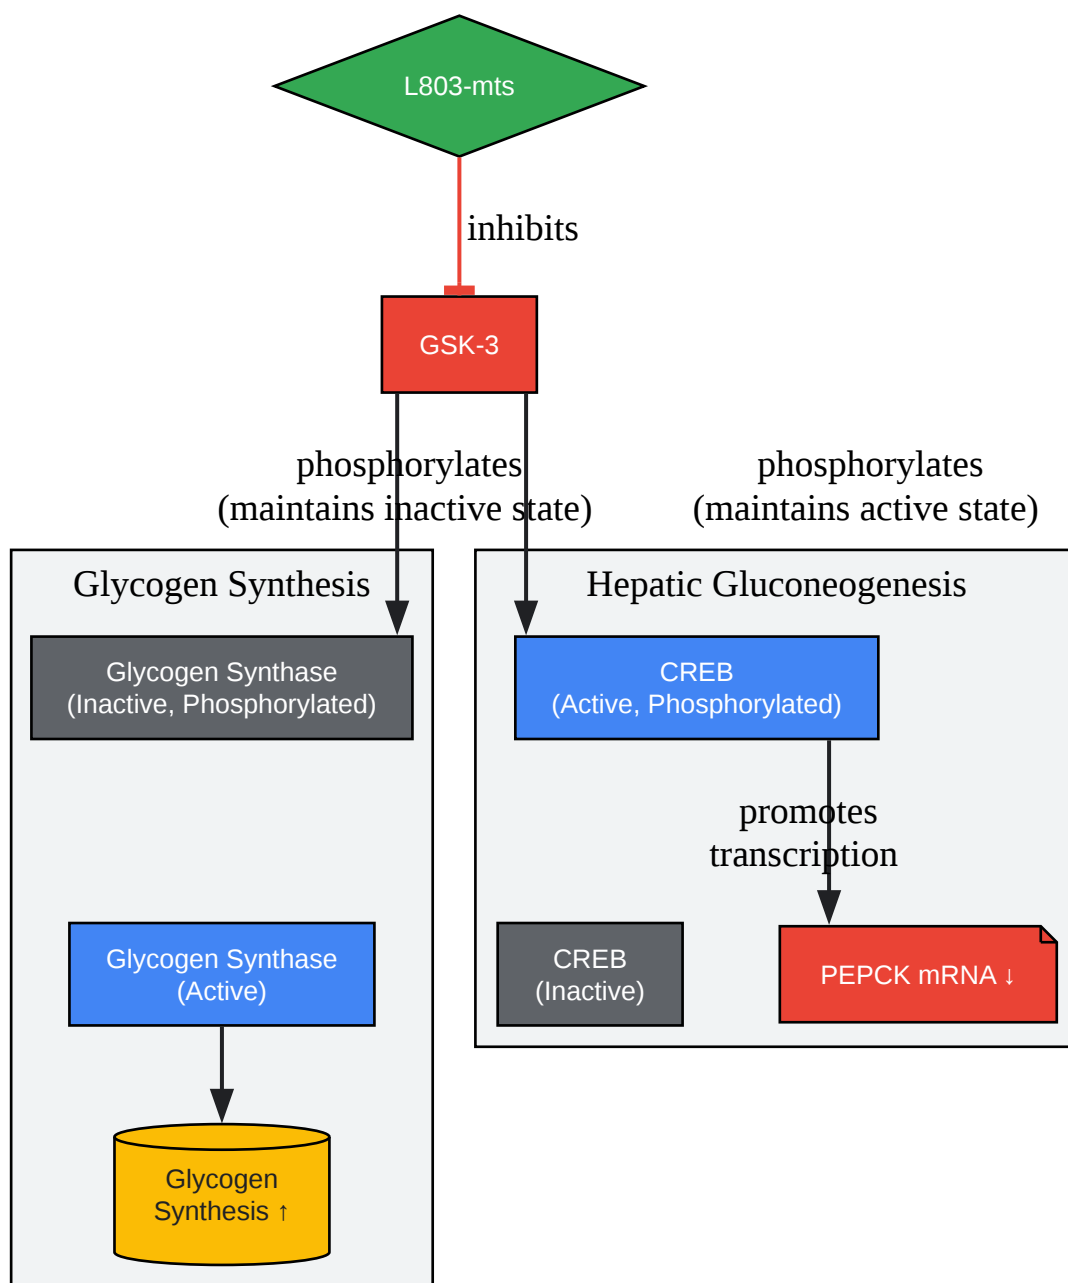 L803-mts
inhibits
GSK-3
phosphorylates
(maintains inactive state)
phosphorylates
(maintains active state)
Glycogen Synthesis
Glycogen Synthase
(Inactive, Phosphorylated)
Glycogen Synthase
(Active)
Glycogen
Synthesis ↑
Hepatic Gluconeogenesis
CREB
(Active, Phosphorylated)
promotes
transcription
CREB
(Inactive)
PEPCK mRNA ↓